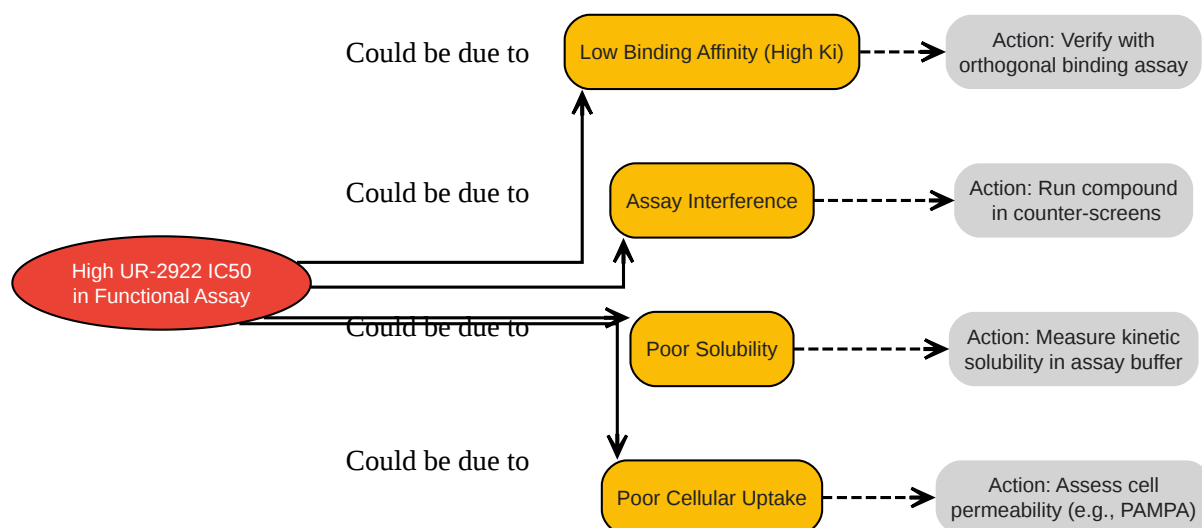 Could be due to
Low Binding Affinity (High Ki)
Action: Verify with
orthogonal binding assay
Could be due to
Assay Interference
Action: Run compound
in counter-screens
High UR-2922 IC50
in Functional Assay
Could be due to
Poor Solubility
Action: Measure kinetic
solubility in assay buffer
Could be due to
Poor Cellular Uptake
Action: Assess cell
permeability (e.g., PAMPA)